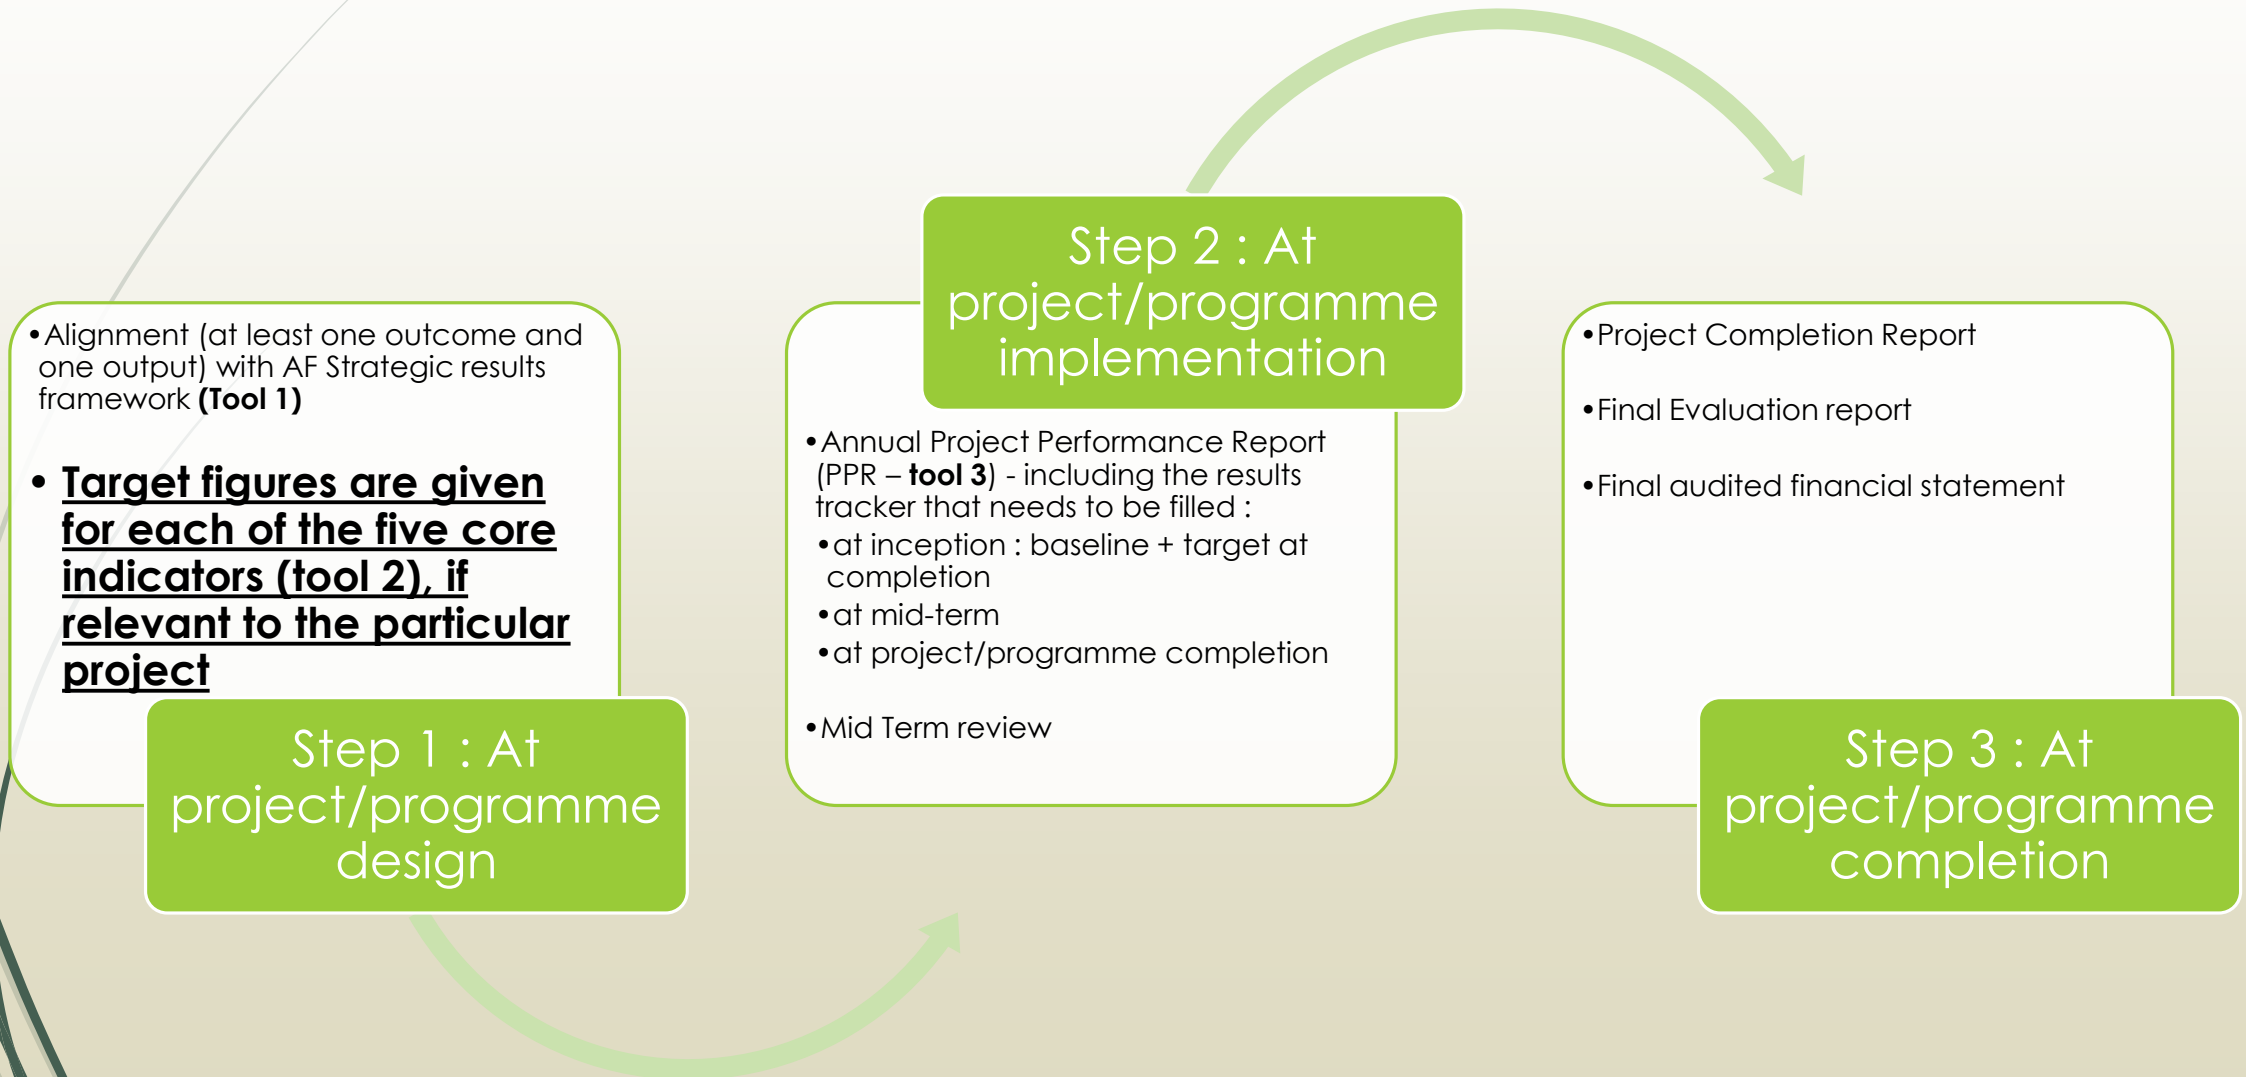 •Alignment (at least one outcome and
one output) with AF Strategic results
framework (Tool 1)
• Target figures are given
for each of the five core
indicators (tool 2), if
relevant to the particular
project
Step 1 : At
project/programme
design
Step 2 : At
project/programme
implementation
•Annual Project Performance Report
(PPR – tool 3) - including the results
tracker that needs to be filled :
•at inception : baseline + target at
completion
•at mid-term
•at project/programme completion
•Mid Term review
•Project Completion Report
•Final Evaluation report
•Final audited financial statement
Step 3 : At
project/programme
completion